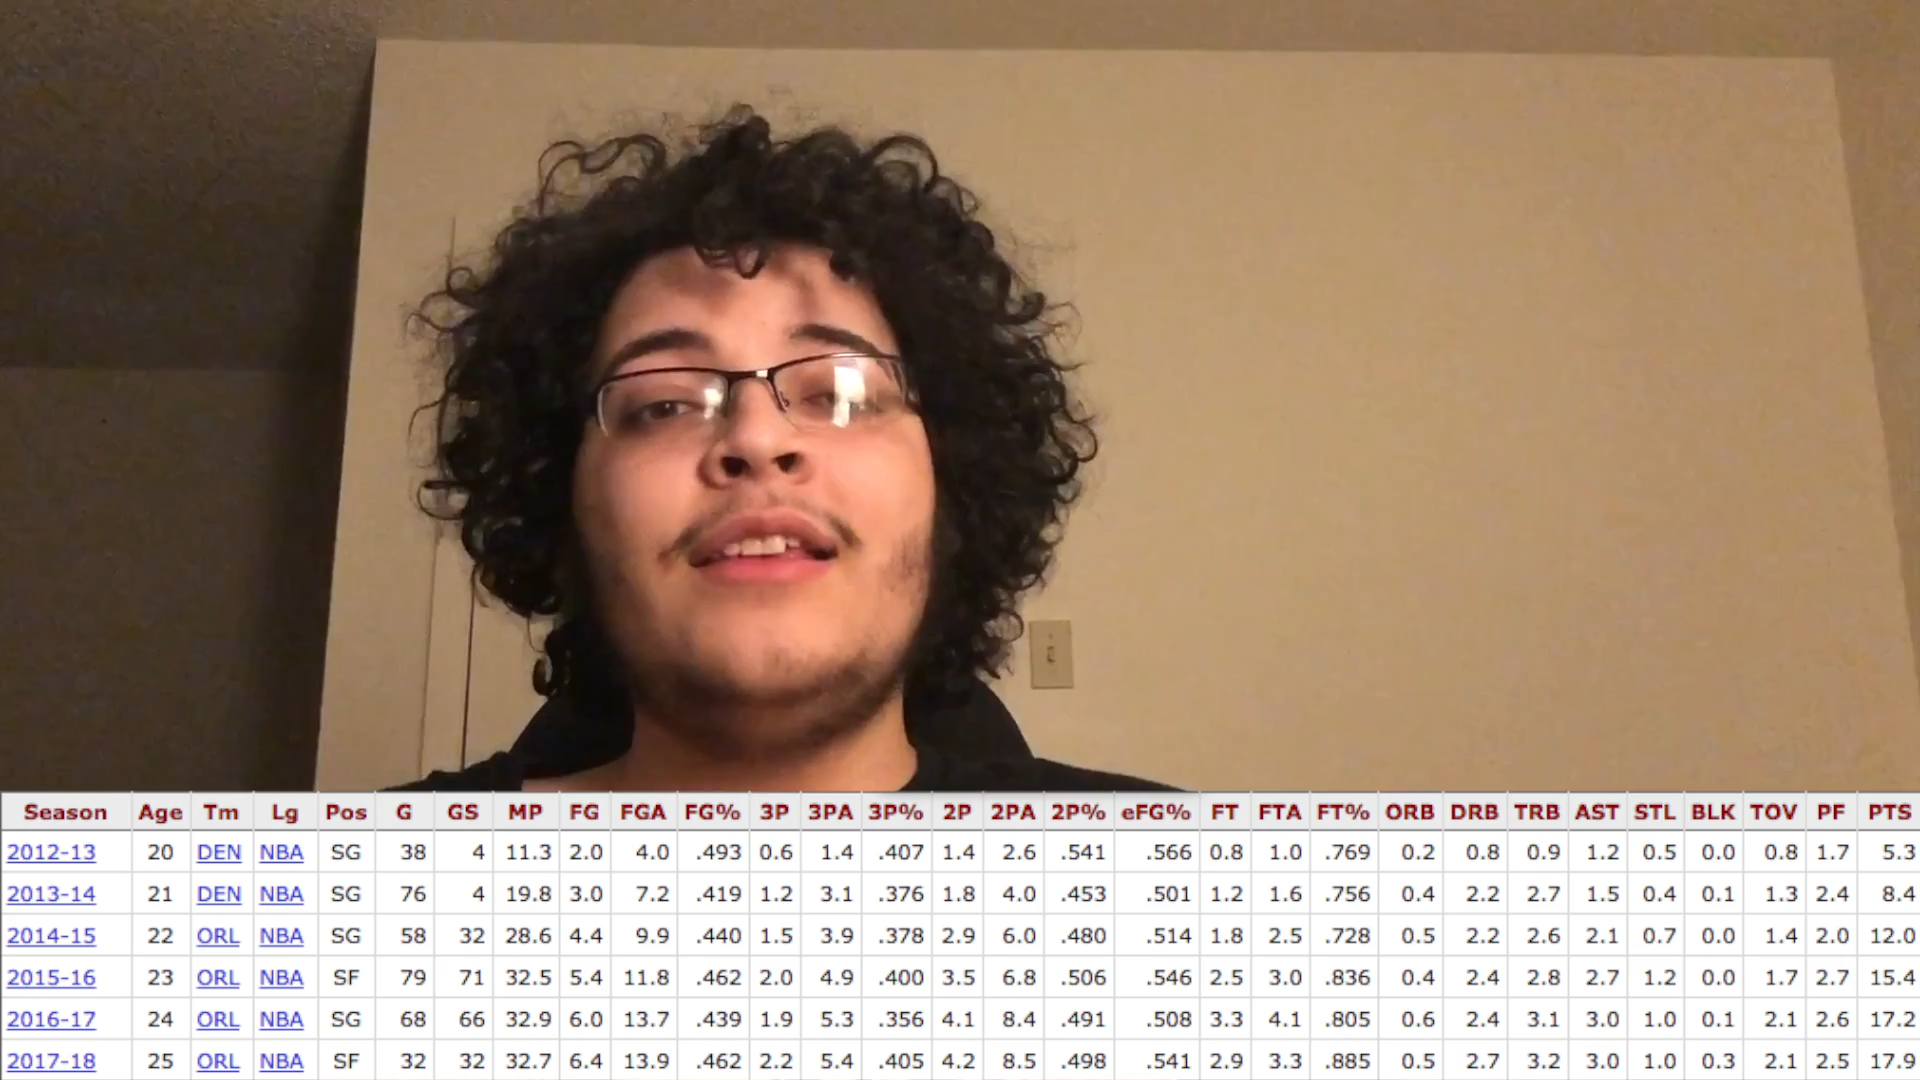 Season Age Tm Lg Pos G GS MP FG FGA FG% 3P 3PA 3P% 2P 2PA 2P% eFG% FT FTA FT% ORB DRB TRB AST STL BLK TOV PF PTS
2012-13 20 DEN NBA SG 38 4 11.3 2.0 4.0 .493 0.6 1.4 .407 1.4 2.6 .541 .566 0.8 1.0 .769 0.2 0.8 0.9 1.2 0.5 0.0 0.8 1.7 5.3
2013-14 21 DEN NBA SG 76 4 19.8 3.0 7.2 .419 1.2 3.1 .376 1.8 4.0 .453 .501 1.2 1.6 .756 0.4 2.2 2.7 1.5 0.4 0.1 1.3 2.4 8.4
2014-15 22 ORL NBA SG 58 32 28.6 4.4 9.9 .440 1.5 3.9 .378 2.9 6.0 .480 .514 1.8 2.5 .728 0.5 2.2 2.6 2.1 0.7 0.0 1.4 2.0 12.0
2015-16 23 ORL NBA SF 79 71 32.5 5.4 11.8 .462 2.0 4.9 .400 3.5 6.8 .506 .546 2.5 3.0 .836 0.4 2.4 2.8 2.7 1.2 0.0 1.7 2.7 15.4
2016-17 24 ORL NBA SG 68 66 32.9 6.0 13.7 .439 1.9 5.3 .356 4.1 8.4 .491 .508 3.3 4.1 .805 0.6 2.4 3.1 3.0 1.0 0.1 2.1 2.6 17.2
2017-18 25 ORL NBA SF 32 32 32.7 6.4 13.9 .462 2.2 5.4 .405 4.2 8.5 .498 .541 2.9 3.3 .885 0.5 2.7 3.2 3.0 1.0 0.3 2.1 2.5 17.9